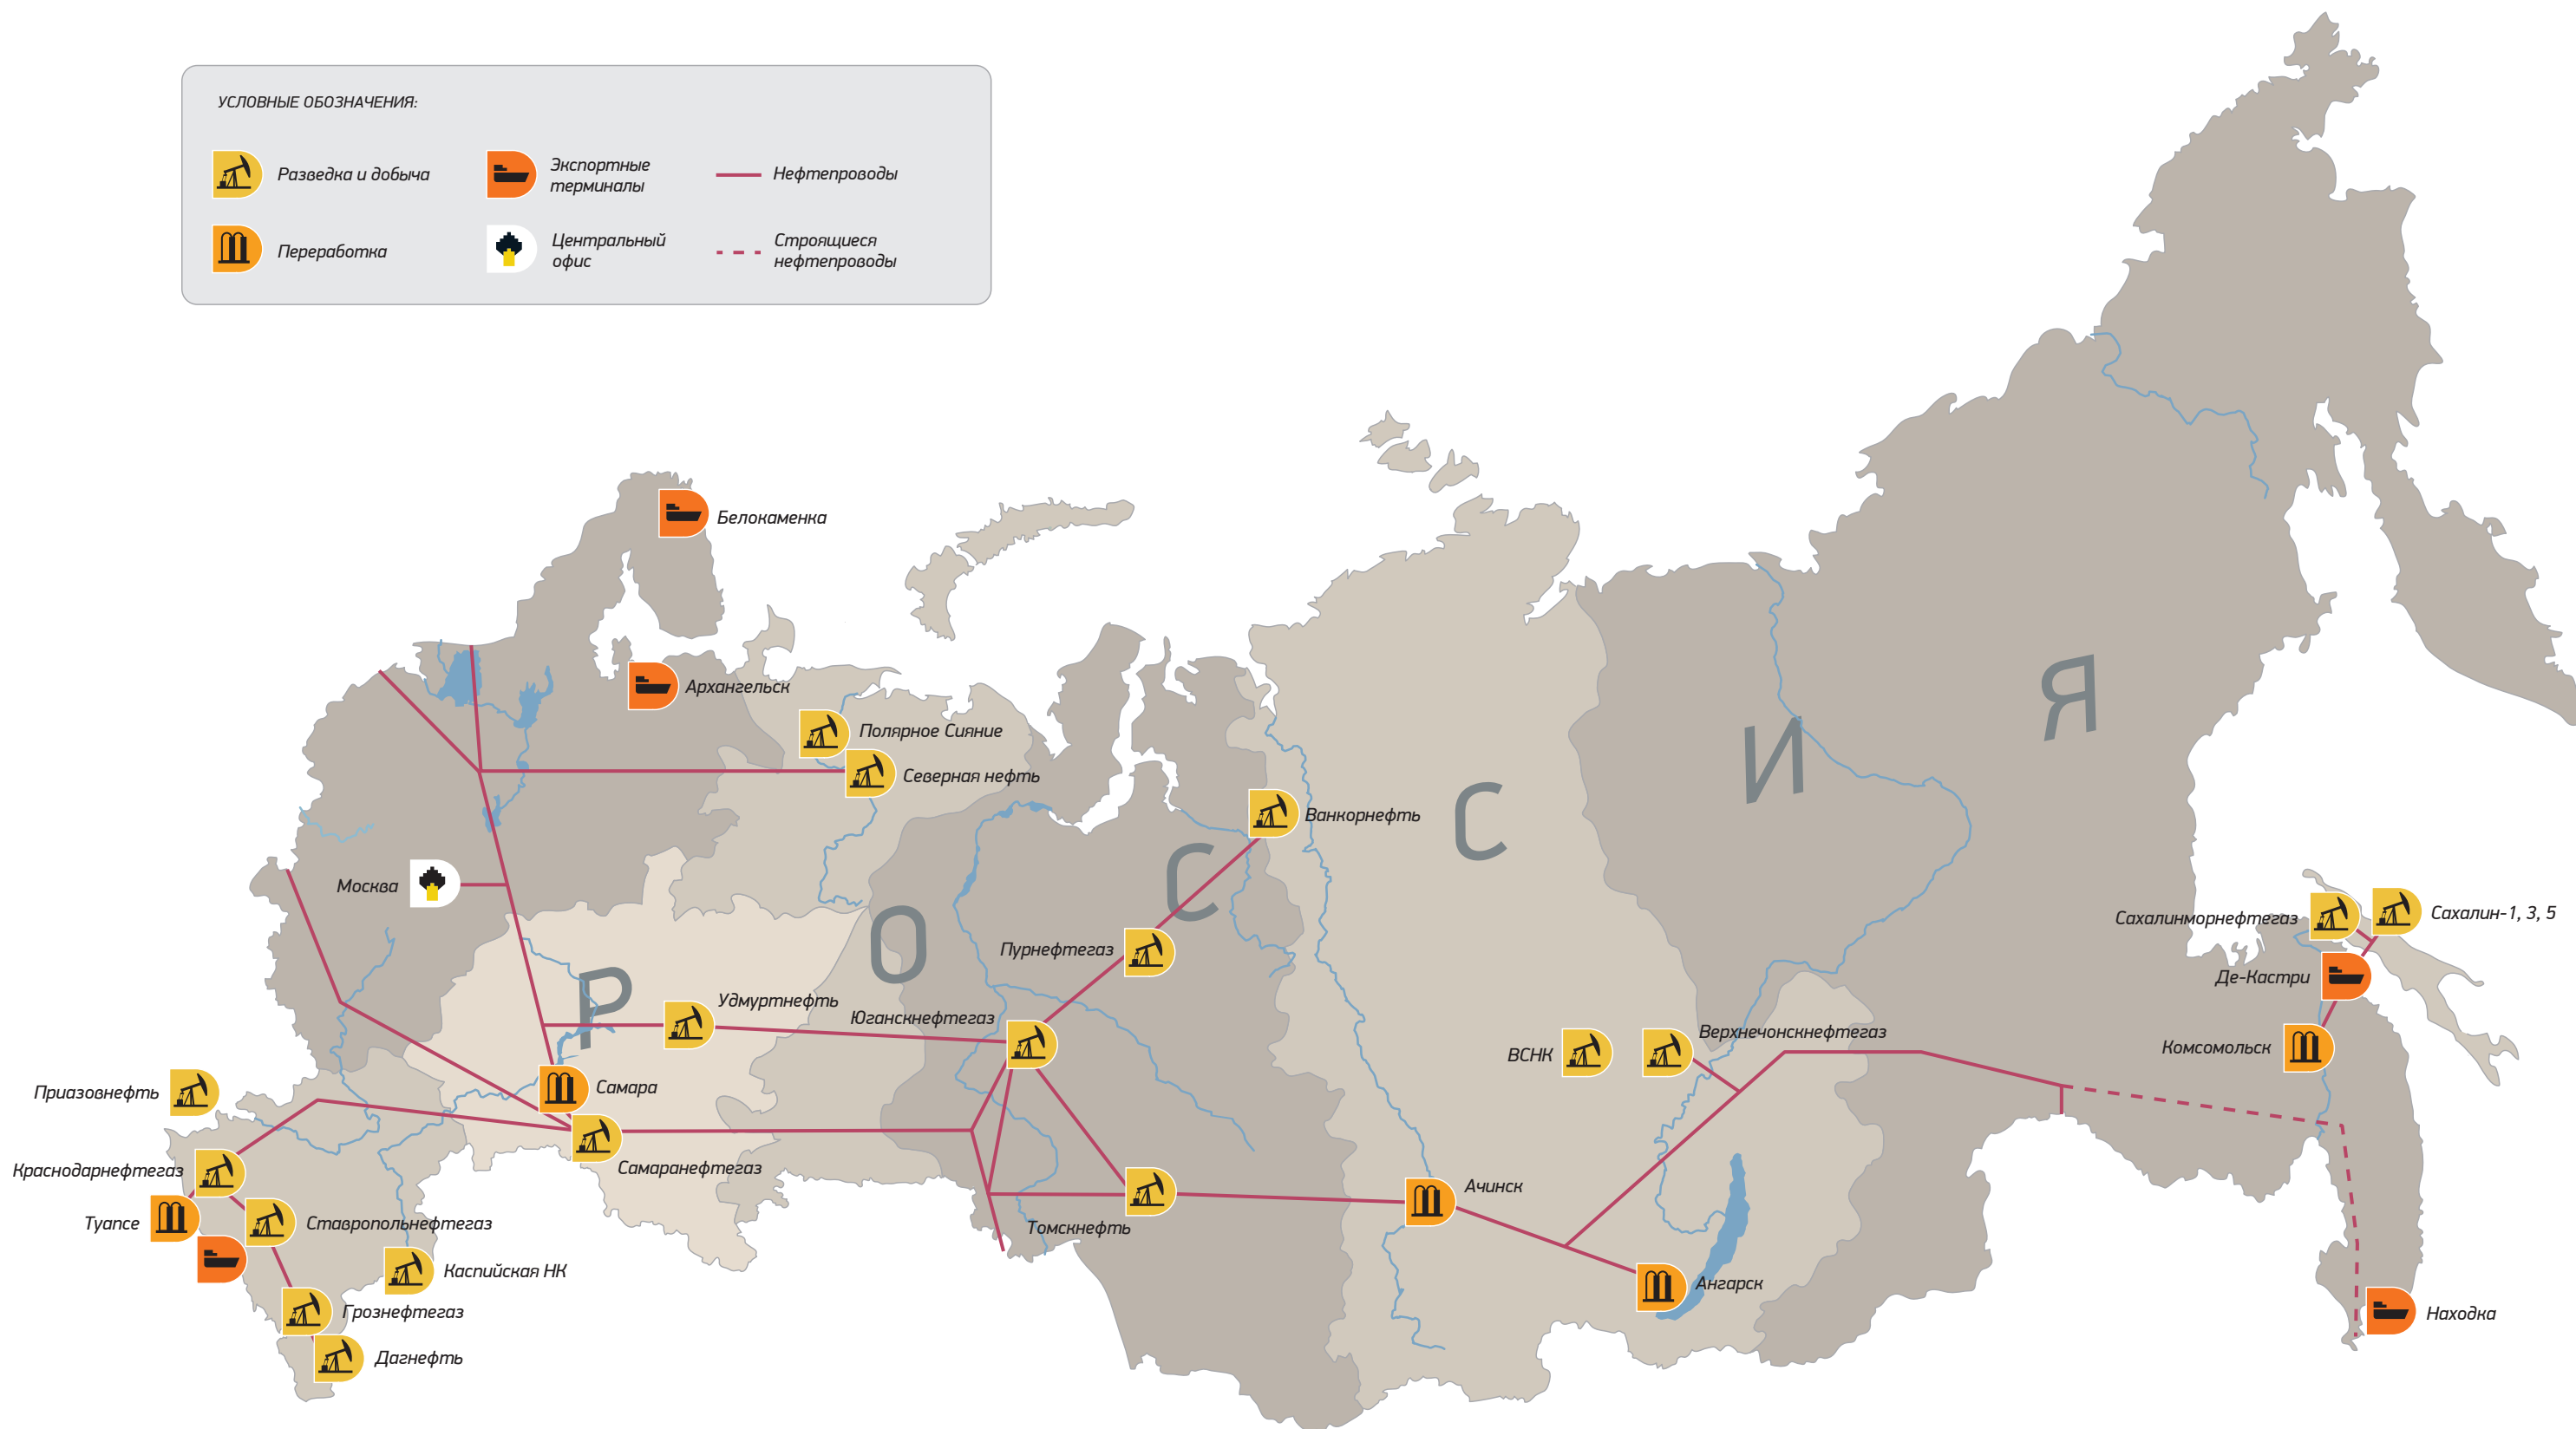 УСЛОВНЫЕ ОБОЗНАЧЕНИЯ:
Разведка и добыча
Экспортные
терминалы
Нефтепроводы
Переработка
Центральный
офис
Строящиеся
нефтепроводы
Белокаменка
Архангельск
Полярное Сияние
Северная нефть
Ванкорнефть
Москва
Пурнефтегаз
Сахалинморнефтегаз
Сахалин-1, 3, 5
Де-Кастри
Удмуртнефть
Юганскнефтегаз
ВСНК
Верхнечонскнефтегаз
Комсомольск
Приазовнефть
Самара
Самаранефтегаз
Краснодарнефтегаз
Туапсе
Ставропольнефтегаз
Томскнефть
Ачинск
Каспийская НК
Ангарск
Грознефтегаз
Находка
Дагнефть
РОССИЯ